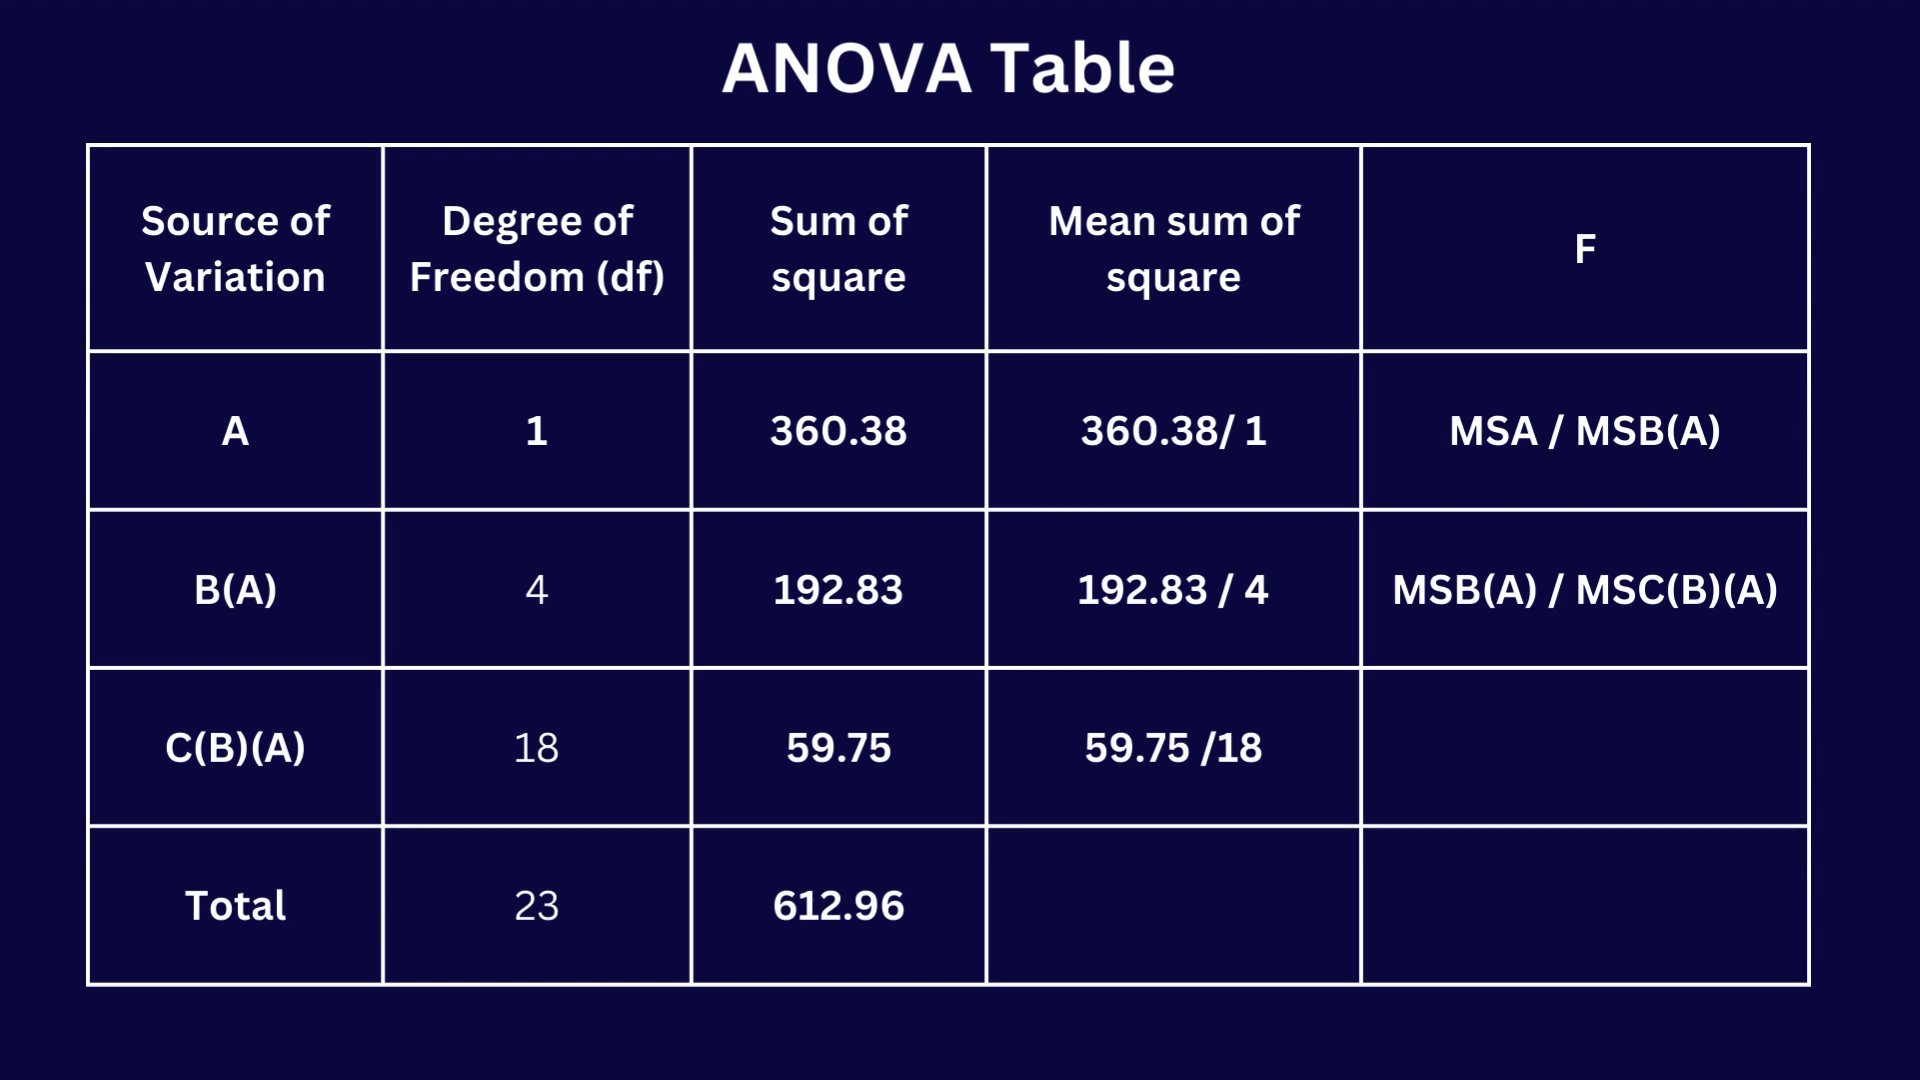 ANOVA Table
Source of
Variation
Degree of
Freedom (df)
Sum of
square
Mean sum of
square
F
A
1
360.38
360.38/ 1
MSA / MSB(A)
B(A)
4
192.83
192.83 / 4
MSB(A) / MSC(B)(A)
C(B)(A)
18
59.75
59.75 /18
Total
23
612.96